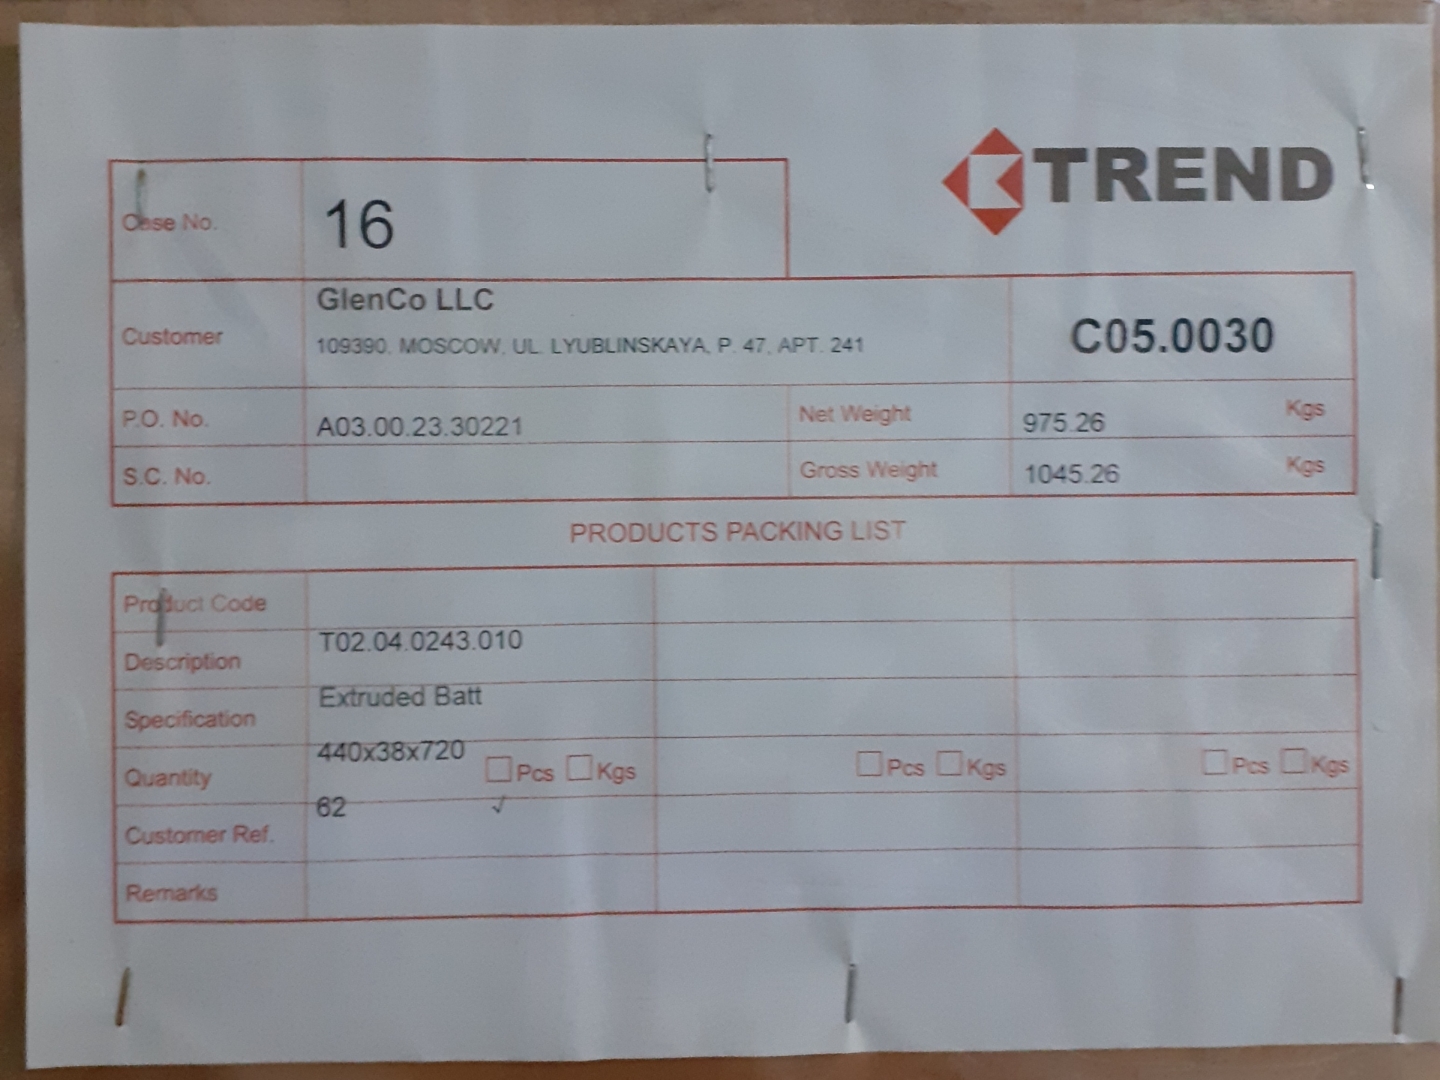 TREND
Case No. 16
Customer GlenCo LLC
109390, MOSCOW, UL. LYUBLINSKAYA, P. 47, APT. 241
C05.0030
P.O. No. A03.00.23.30221 Net Weight 975.26 Kgs
S.C. No. Gross Weight 1045.26 Kgs
PRODUCTS PACKING LIST
Product Code
T02.04.0243.010
Description
Extruded Batt
Specification
440x38x720
Quantity Pcs Kgs Pcs Kgs Pcs Kgs
62 √
Customer Ref.
Remarks